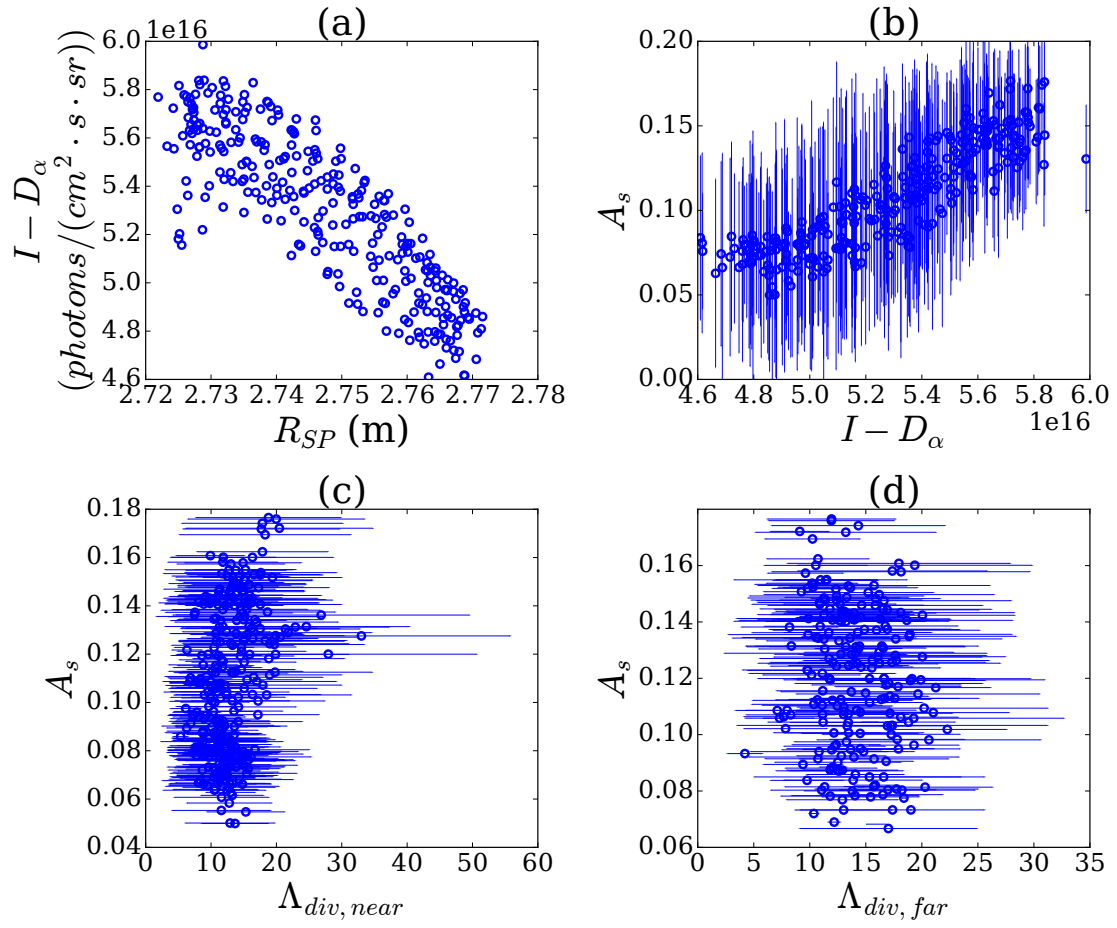 (a)
1e16
6.0
5.8
5.6
5.4
5.2
5.0
4.8
4.6
I − D_α
(photons/(cm² · s · sr))
2.72 2.73 2.74 2.75 2.76 2.77 2.78
R_SP (m)
(b)
0.20
0.15
0.10
0.05
0.00
A_s
4.6 4.8 5.0 5.2 5.4 5.6 5.8 6.0
1e16
I − D_α
(c)
0.18
0.16
0.14
0.12
0.10
0.08
0.06
0.04
A_s
0 10 20 30 40 50 60
Λ_div, near
(d)
0.16
0.14
0.12
0.10
0.08
0.06
A_s
0 5 10 15 20 25 30 35
Λ_div, far